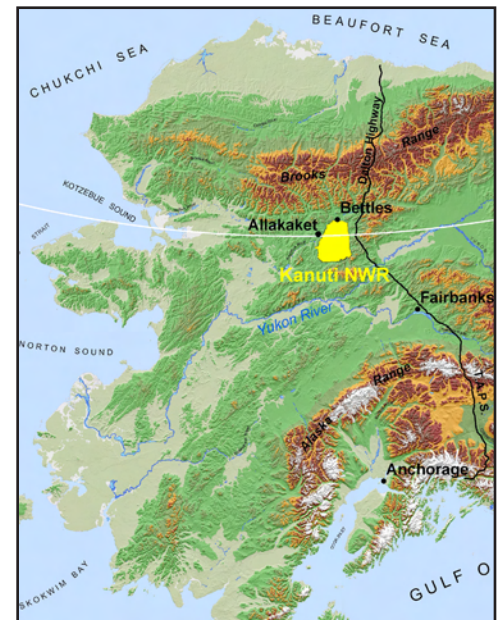 BEAUFORT SEA
CHUKCHI SEA
Dalton Highway
Range
Brooks
KOTZEBUE SOUND
Bettles
Allakaket
STRAIT
Kanuti NWR
Fairbanks
Yukon River
NORTON SOUND
T.A.P.S.
Range
Alaska
Anchorage
GULF O
SKOKWIM BAY